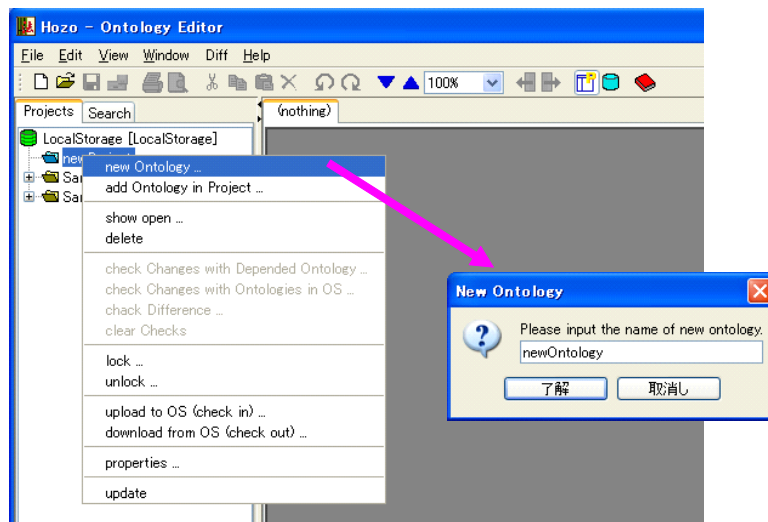 Hozo - Ontology Editor
File Edit View Window Diff Help
100%
Projects Search
(nothing)
LocalStorage [LocalStorage]
new
new Ontology ...
Sa
add Ontology in Project ...
Sa
show open ...
delete
check Changes with Depended Ontology ...
check Changes with Ontologies in OS ...
chack Difference ...
clear Checks
lock ...
unlock ...
upload to OS (check in) ...
download from OS (check out) ...
properties ...
update
New Ontology
Please input the name of new ontology.
newOntology
了解 取消し